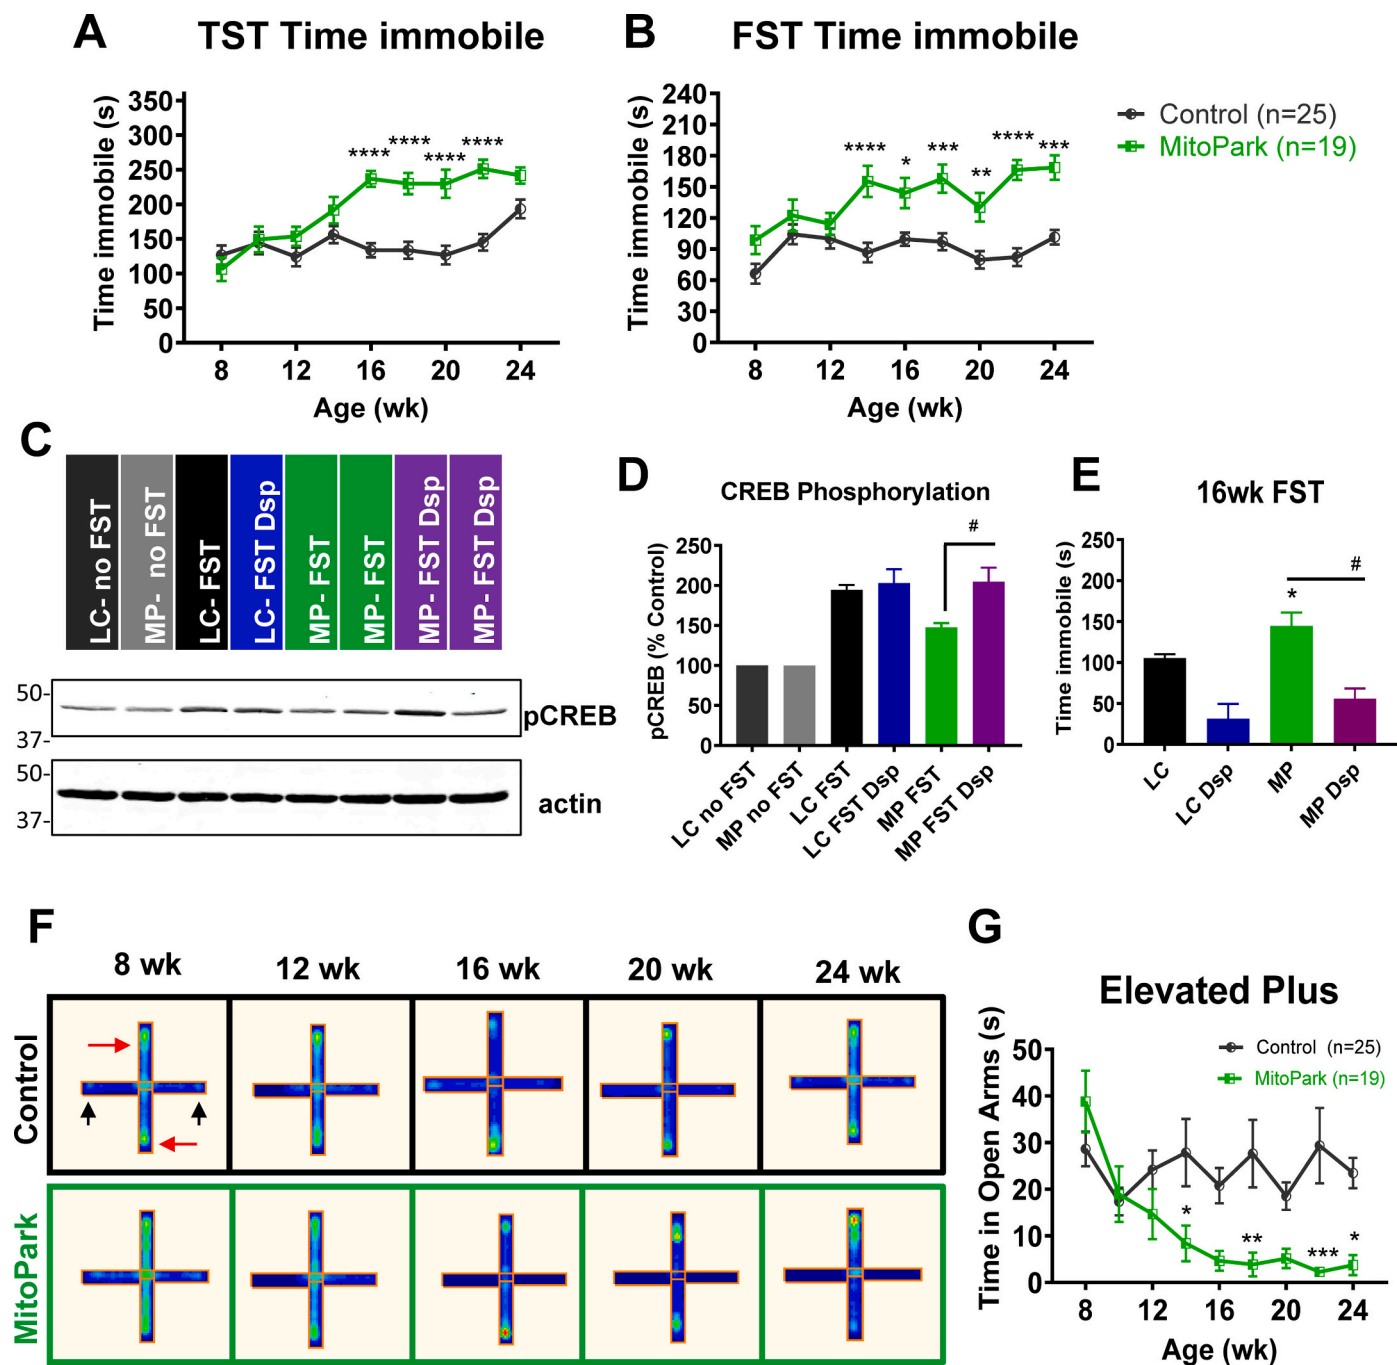 A
TST Time immobile
Time immobile (s)
350
300
250
200
150
100
50
0
****
****
****
****
8
12
16
20
24
Age (wk)
B
FST Time immobile
Time immobile (s)
240
210
180
150
120
90
60
30
0
****
*
***
**
****
***
8
12
16
20
24
Age (wk)
Control (n=25)
MitoPark (n=19)
C
LC- no FST
MP- no FST
LC- FST
LC- FST Dsp
MP- FST
MP- FST
MP- FST Dsp
MP- FST Dsp
50-
37-
pCREB
50-
37-
actin
D
CREB Phosphorylation
pCREB (% Control)
250
200
150
100
50
0
#
LC no FST
MP no FST
LC FST
LC FST Dsp
MP FST
MP FST Dsp
E
16wk FST
Time immobile (s)
250
200
150
100
50
0
*
#
LC
LC Dsp
MP
MP Dsp
F
8 wk
12 wk
16 wk
20 wk
24 wk
Control
MitoPark
G
Elevated Plus
Control (n=25)
MitoPark (n=19)
Time in Open Arms (s)
50
40
30
20
10
0
*
**
***
*
8
12
16
20
24
Age (wk)